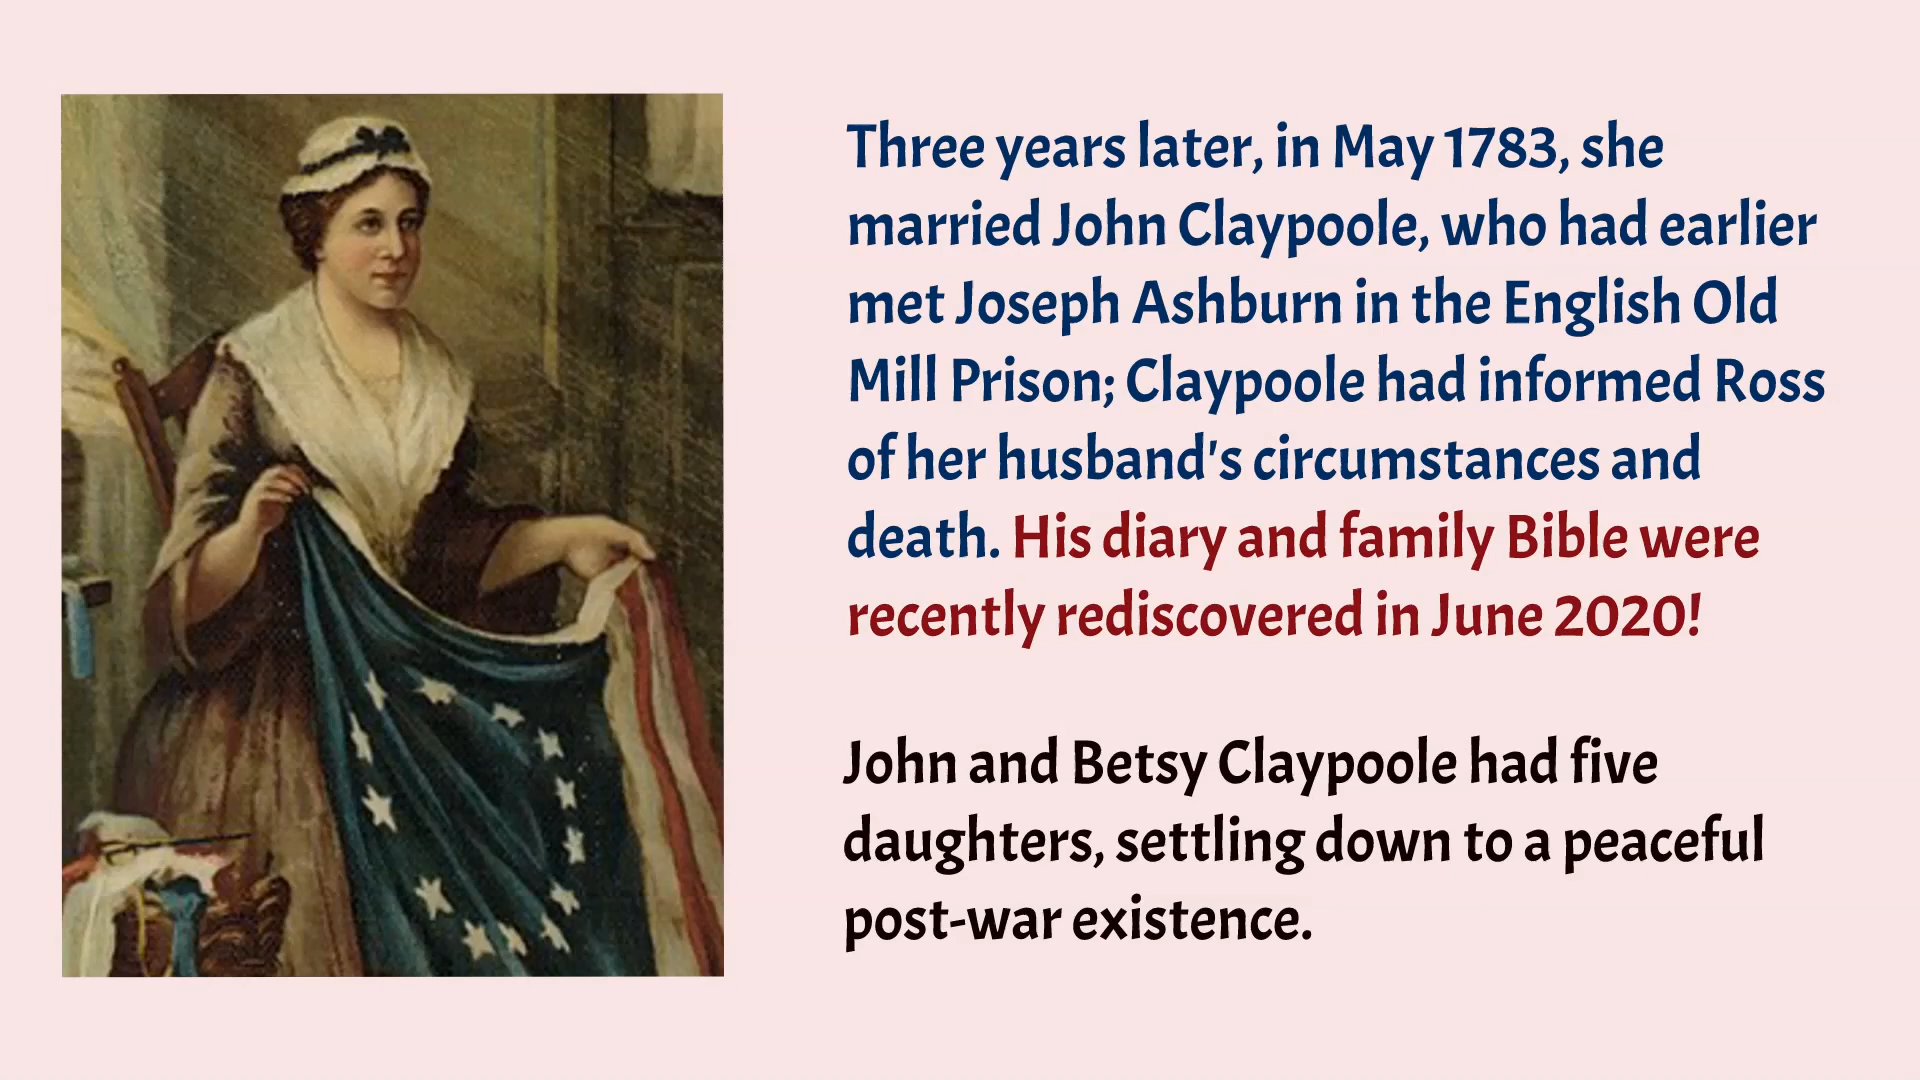 Three years later, in May 1783, she
married John Claypoole, who had earlier
met Joseph Ashburn in the English Old
Mill Prison; Claypoole had informed Ross
of her husband's circumstances and
death. His diary and family Bible were
recently rediscovered in June 2020!
John and Betsy Claypoole had five
daughters, settling down to a peaceful
post-war existence.